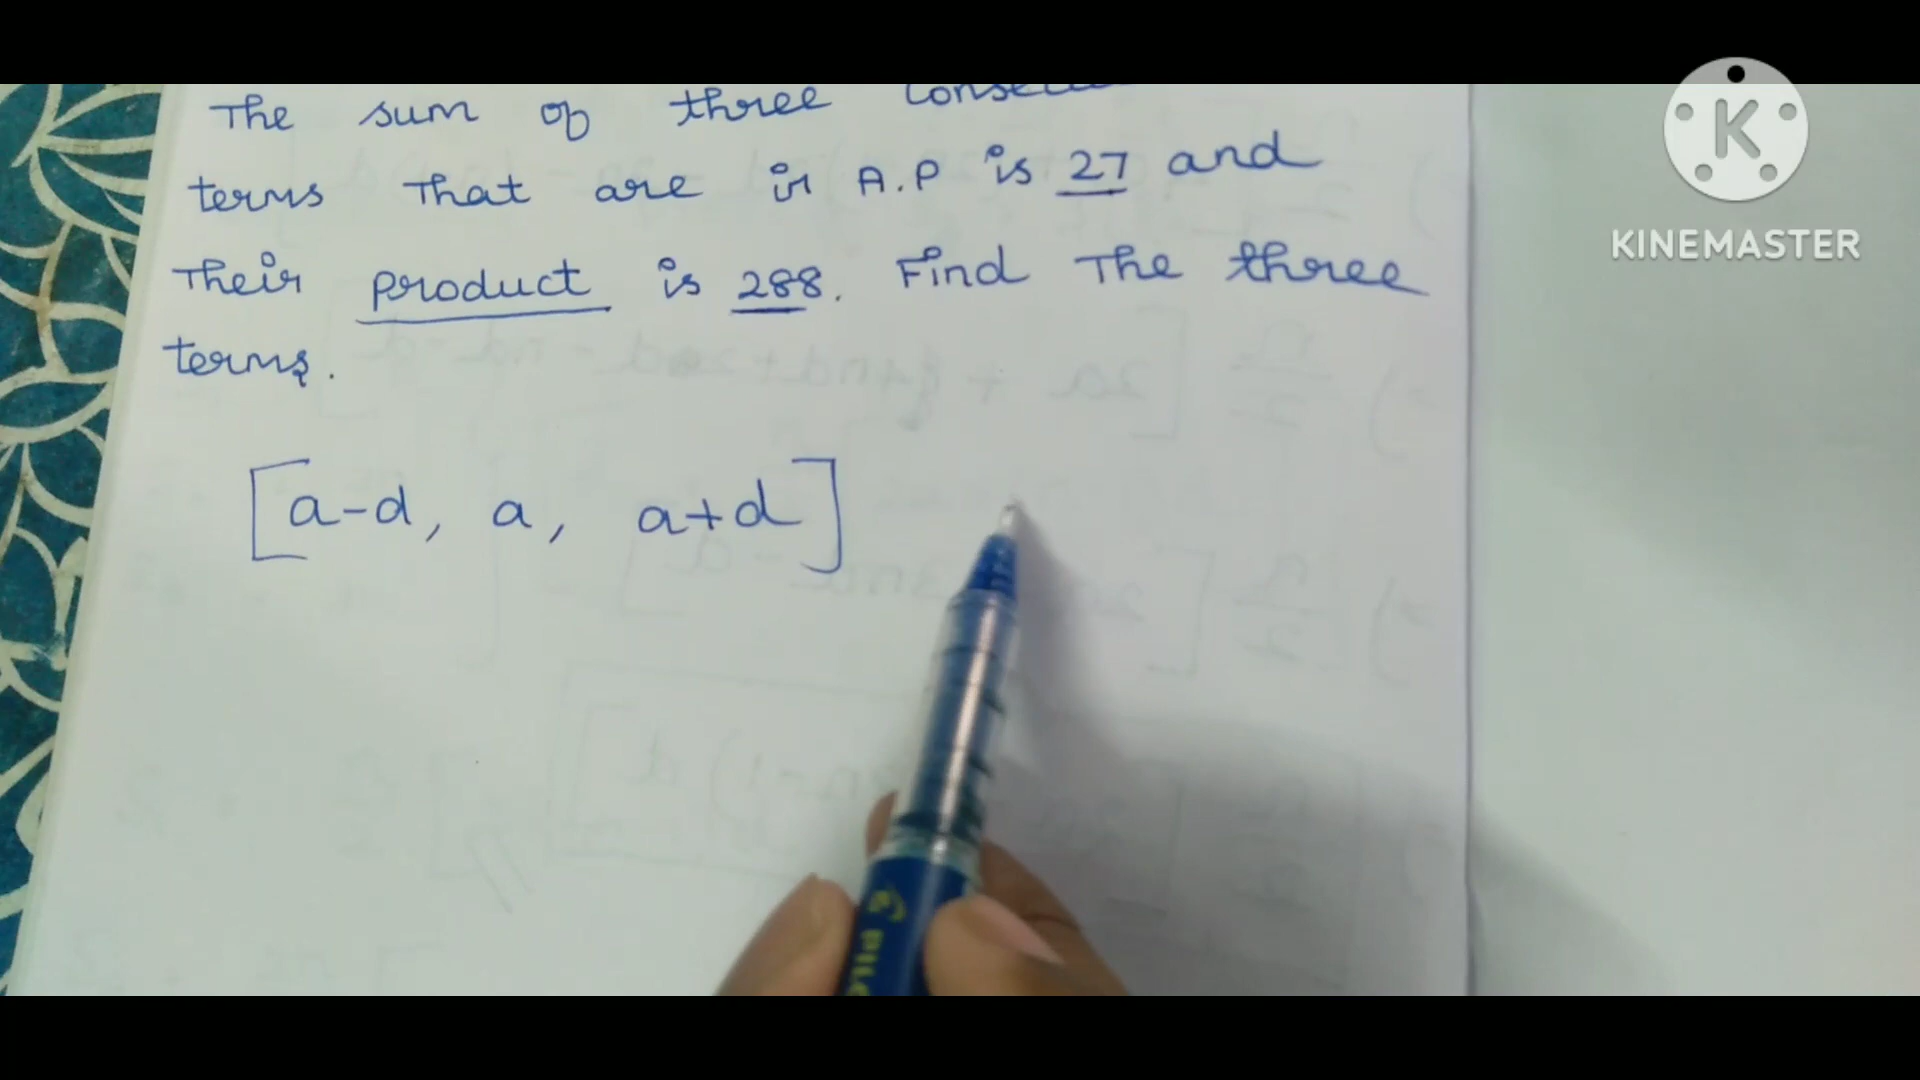 The sum of three
terms that are in A.P is 27 and
Their product is 288. Find The three
terms.
[a-d, a, a+d]
K
KINEMASTER
PILO